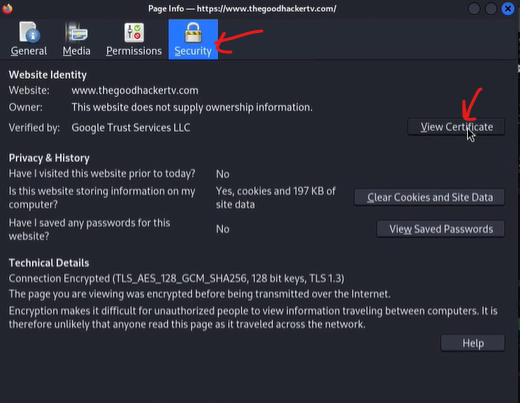 Page Info — https://www.thegoodhackertv.com/
General
Media
Permissions
Security
Website Identity
Website: www.thegoodhackertv.com
Owner: This website does not supply ownership information.
Verified by: Google Trust Services LLC
View Certificate
Privacy & History
Have I visited this website prior to today? No
Is this website storing information on my
computer?
Yes, cookies and 197 KB of
site data
Clear Cookies and Site Data
Have I saved any passwords for this
website?
No
View Saved Passwords
Technical Details
Connection Encrypted (TLS_AES_128_GCM_SHA256, 128 bit keys, TLS 1.3)
The page you are viewing was encrypted before being transmitted over the Internet.
Encryption makes it difficult for unauthorized people to view information traveling between computers. It is
therefore unlikely that anyone read this page as it traveled across the network.
Help